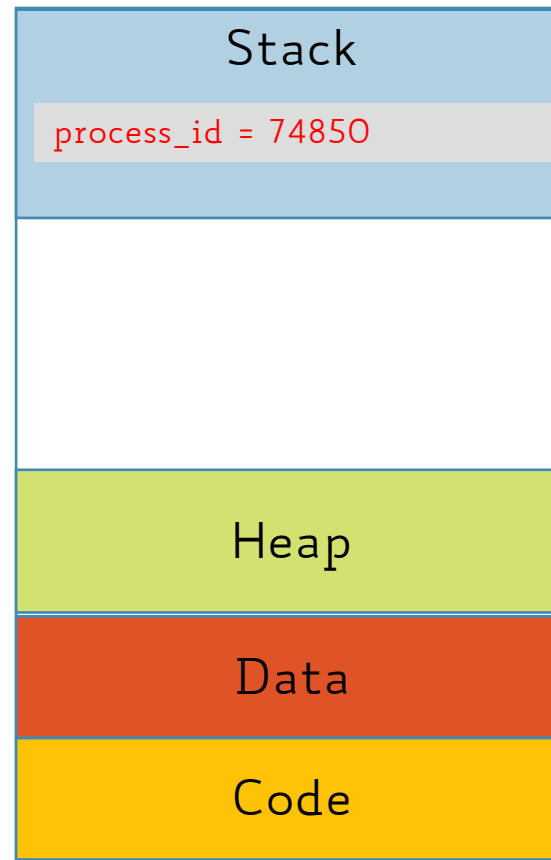 Stack
process_id = 74850
Heap
Data
Code